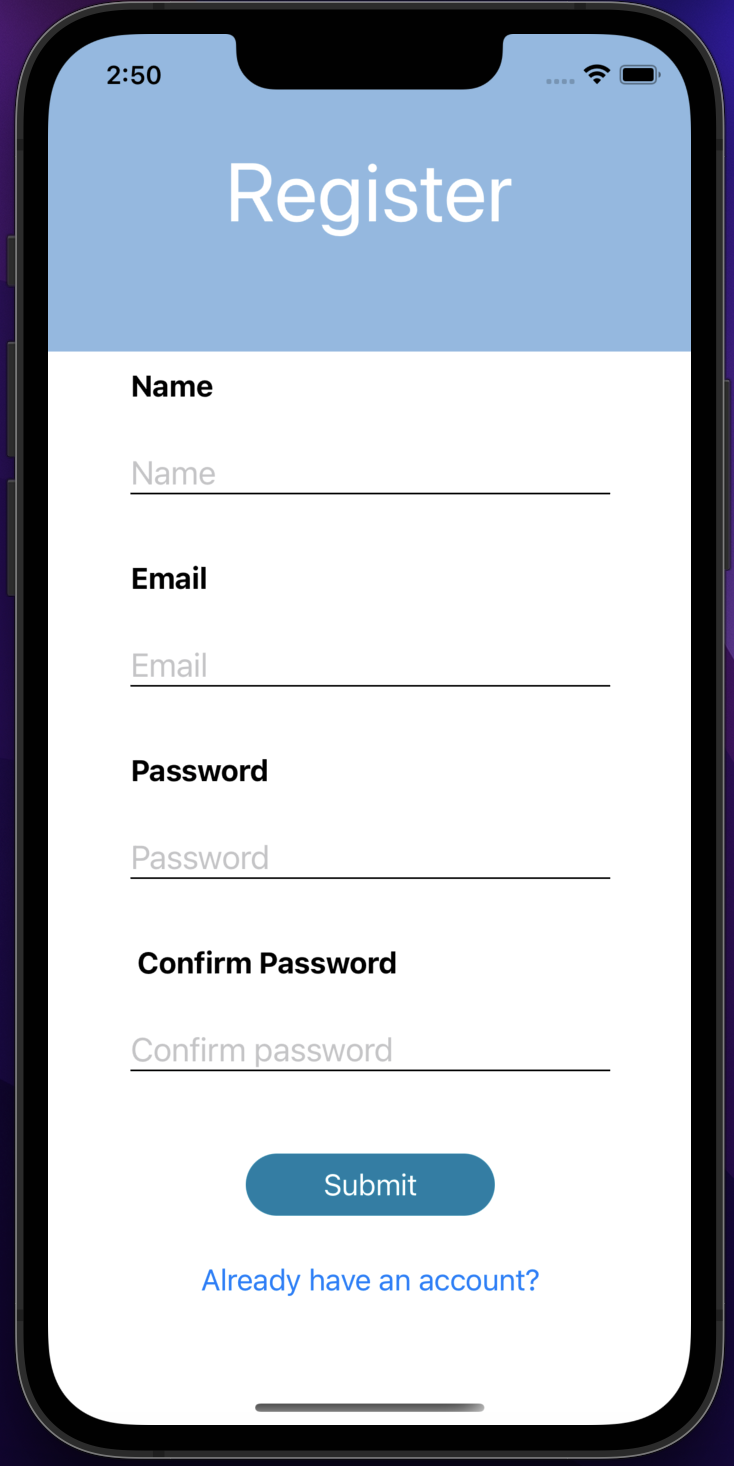 2:50
Register
Name
Name
Email
Email
Password
Password
Confirm Password
Confirm password
Submit
Already have an account?